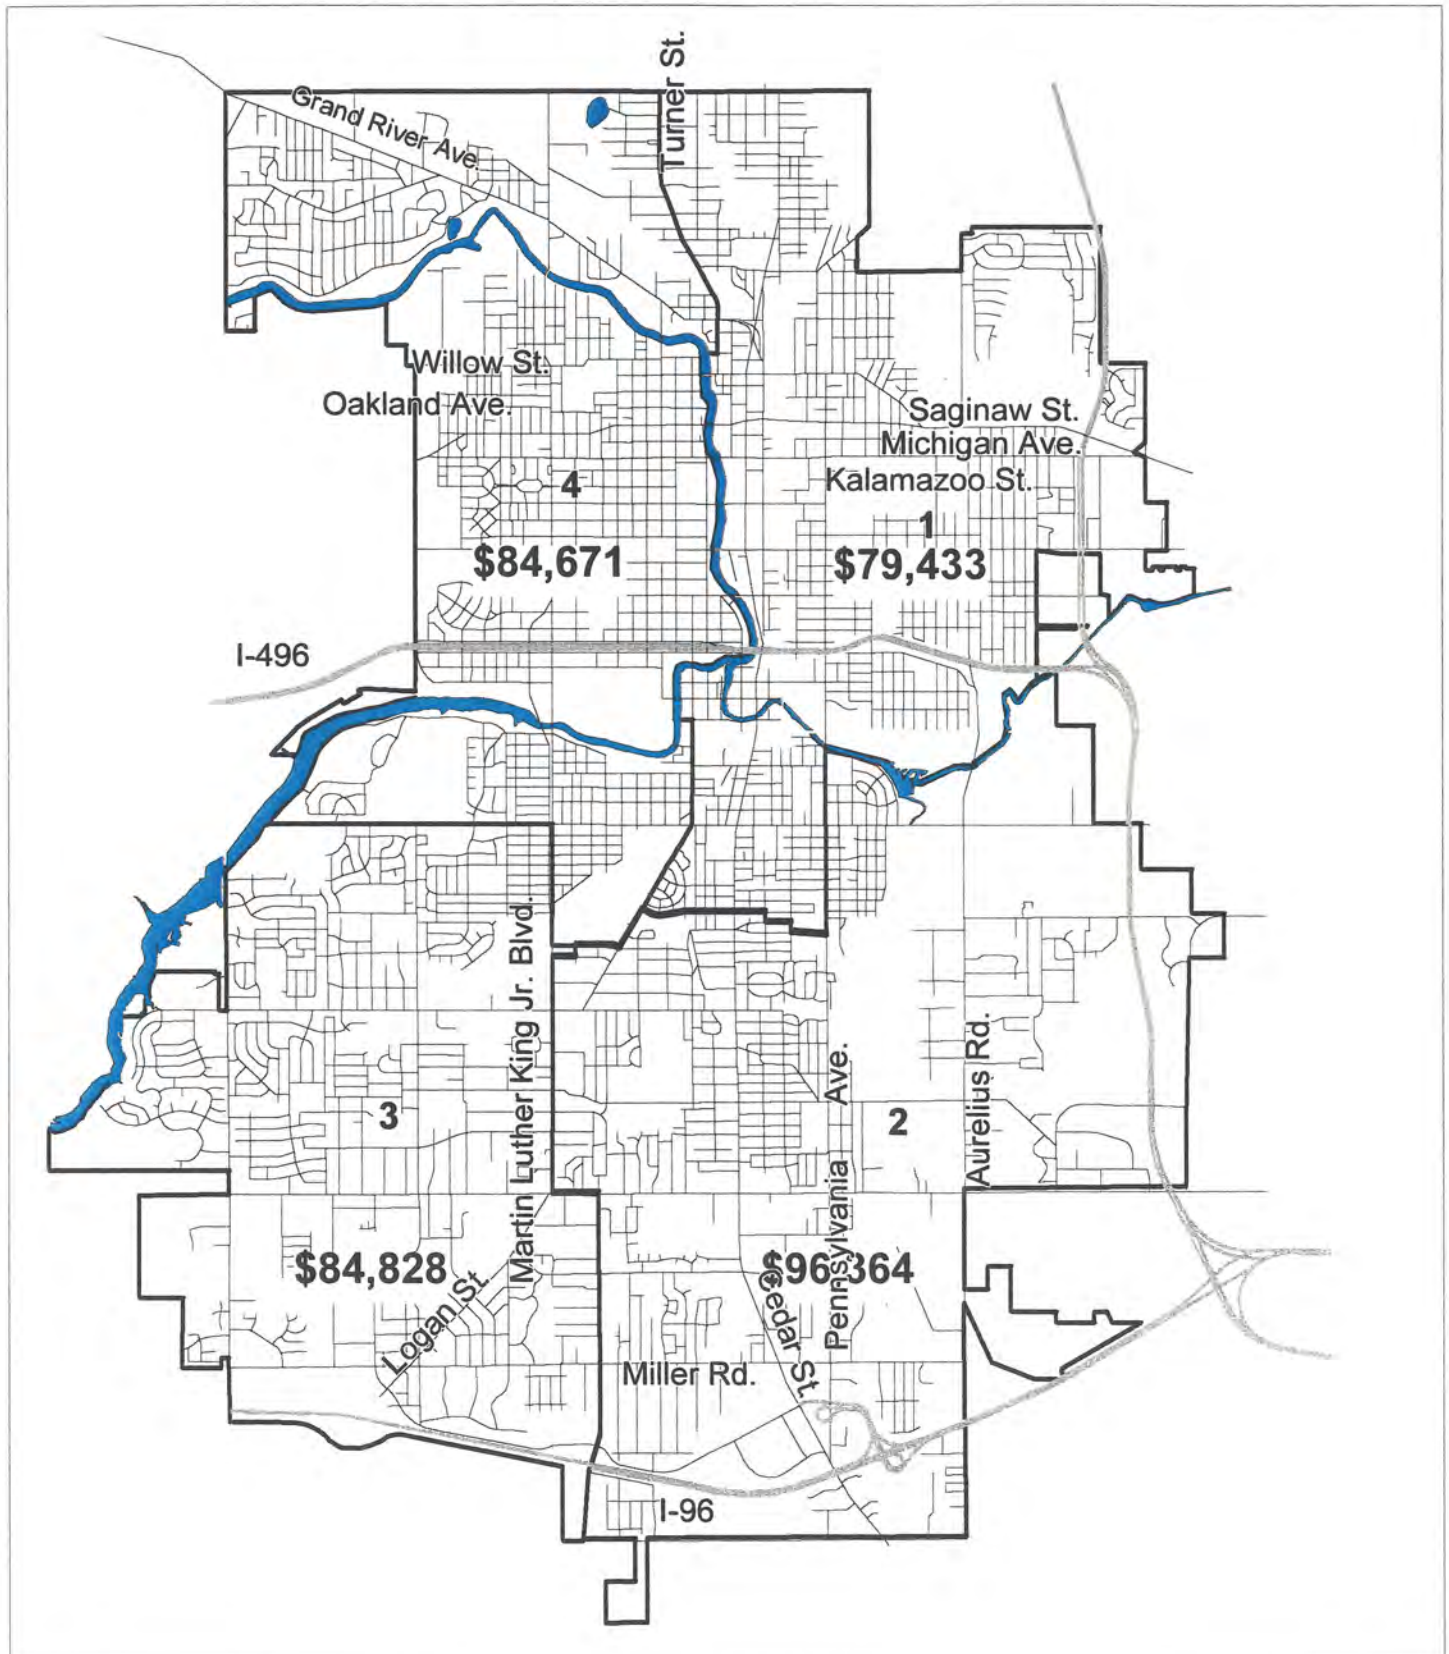 Turner St.
Grand River Ave.
Willow St.
Oakland Ave.
Saginaw St.
Michigan Ave.
Kalamazoo St.
4
$84,671
1
$79,433
I-496
Martin Luther King Jr. Blvd.
3
2
Aurelius Rd.
Pennsylvania Ave.
$84,828
$96,364
Logan St.
Cedar St.
Miller Rd.
I-96